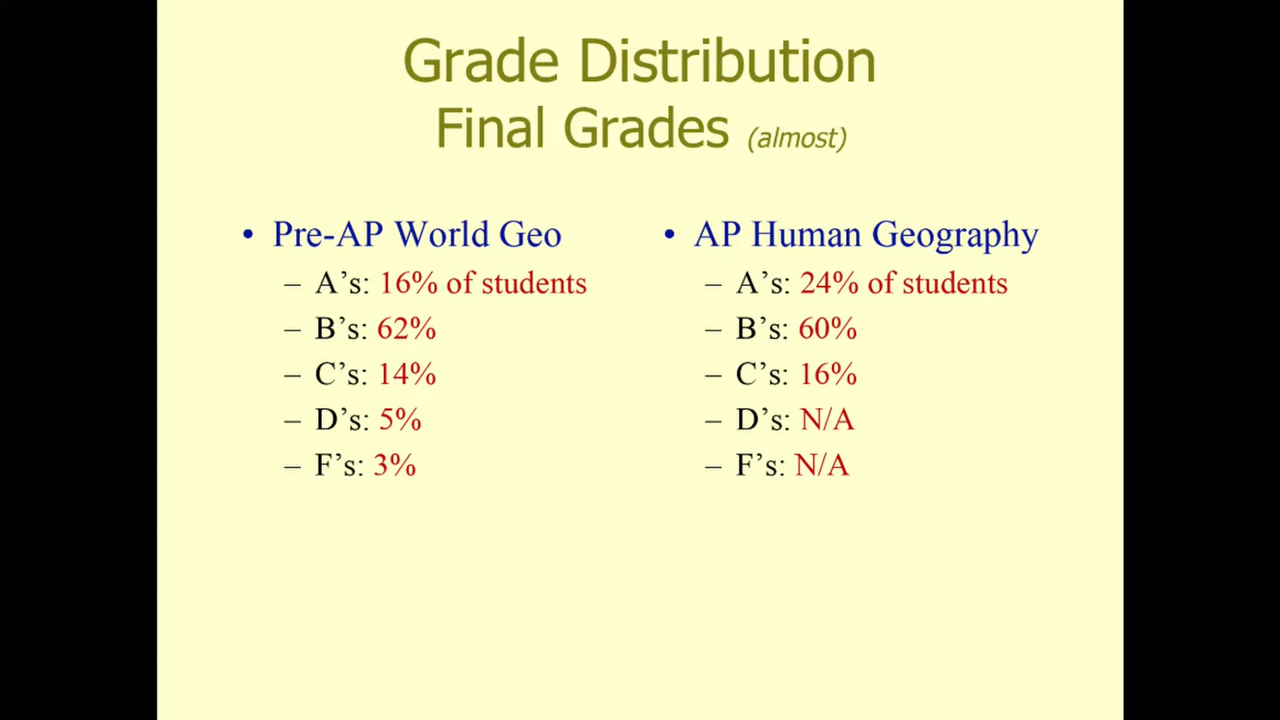 Grade Distribution
Final Grades (almost)
• Pre-AP World Geo
– A’s: 16% of students
– B’s: 62%
– C’s: 14%
– D’s: 5%
– F’s: 3%
• AP Human Geography
– A’s: 24% of students
– B’s: 60%
– C’s: 16%
– D’s: N/A
– F’s: N/A